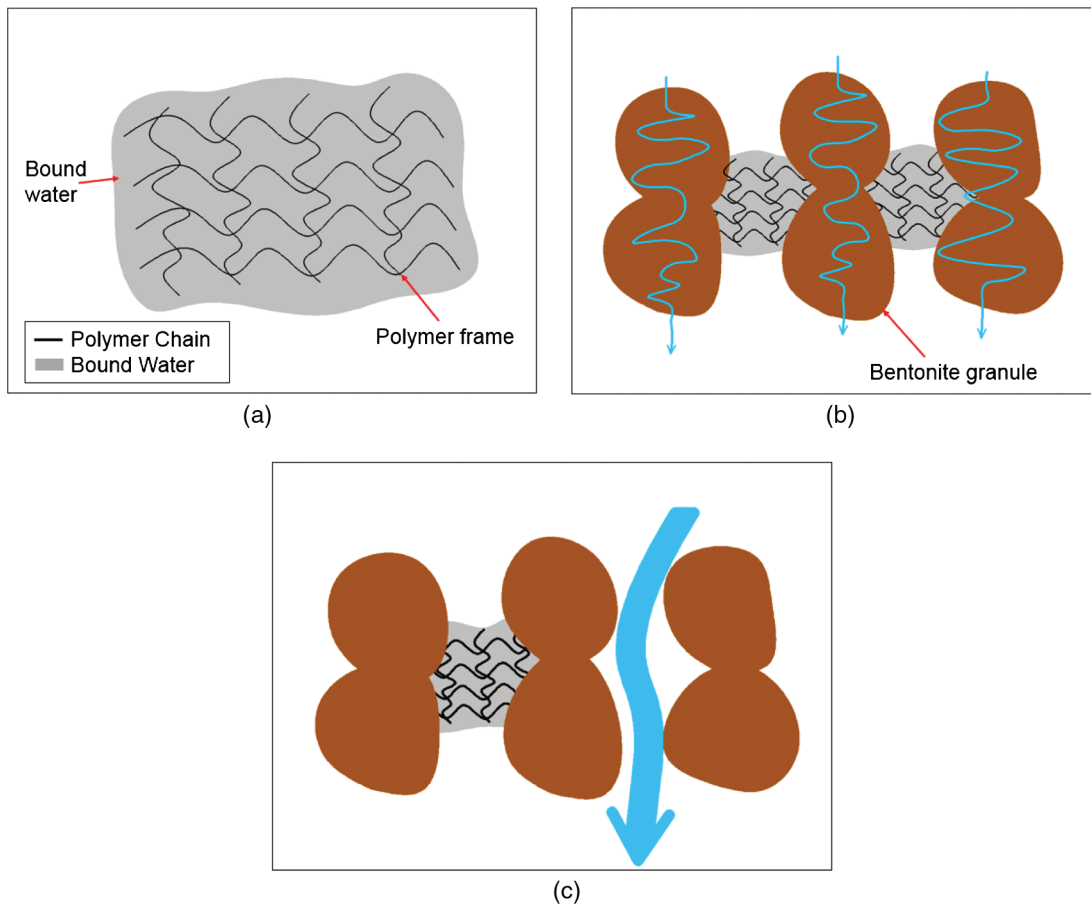 Bound
water
Polymer frame
Polymer Chain
Bound Water
(a)
Bentonite granule
(b)
(c)